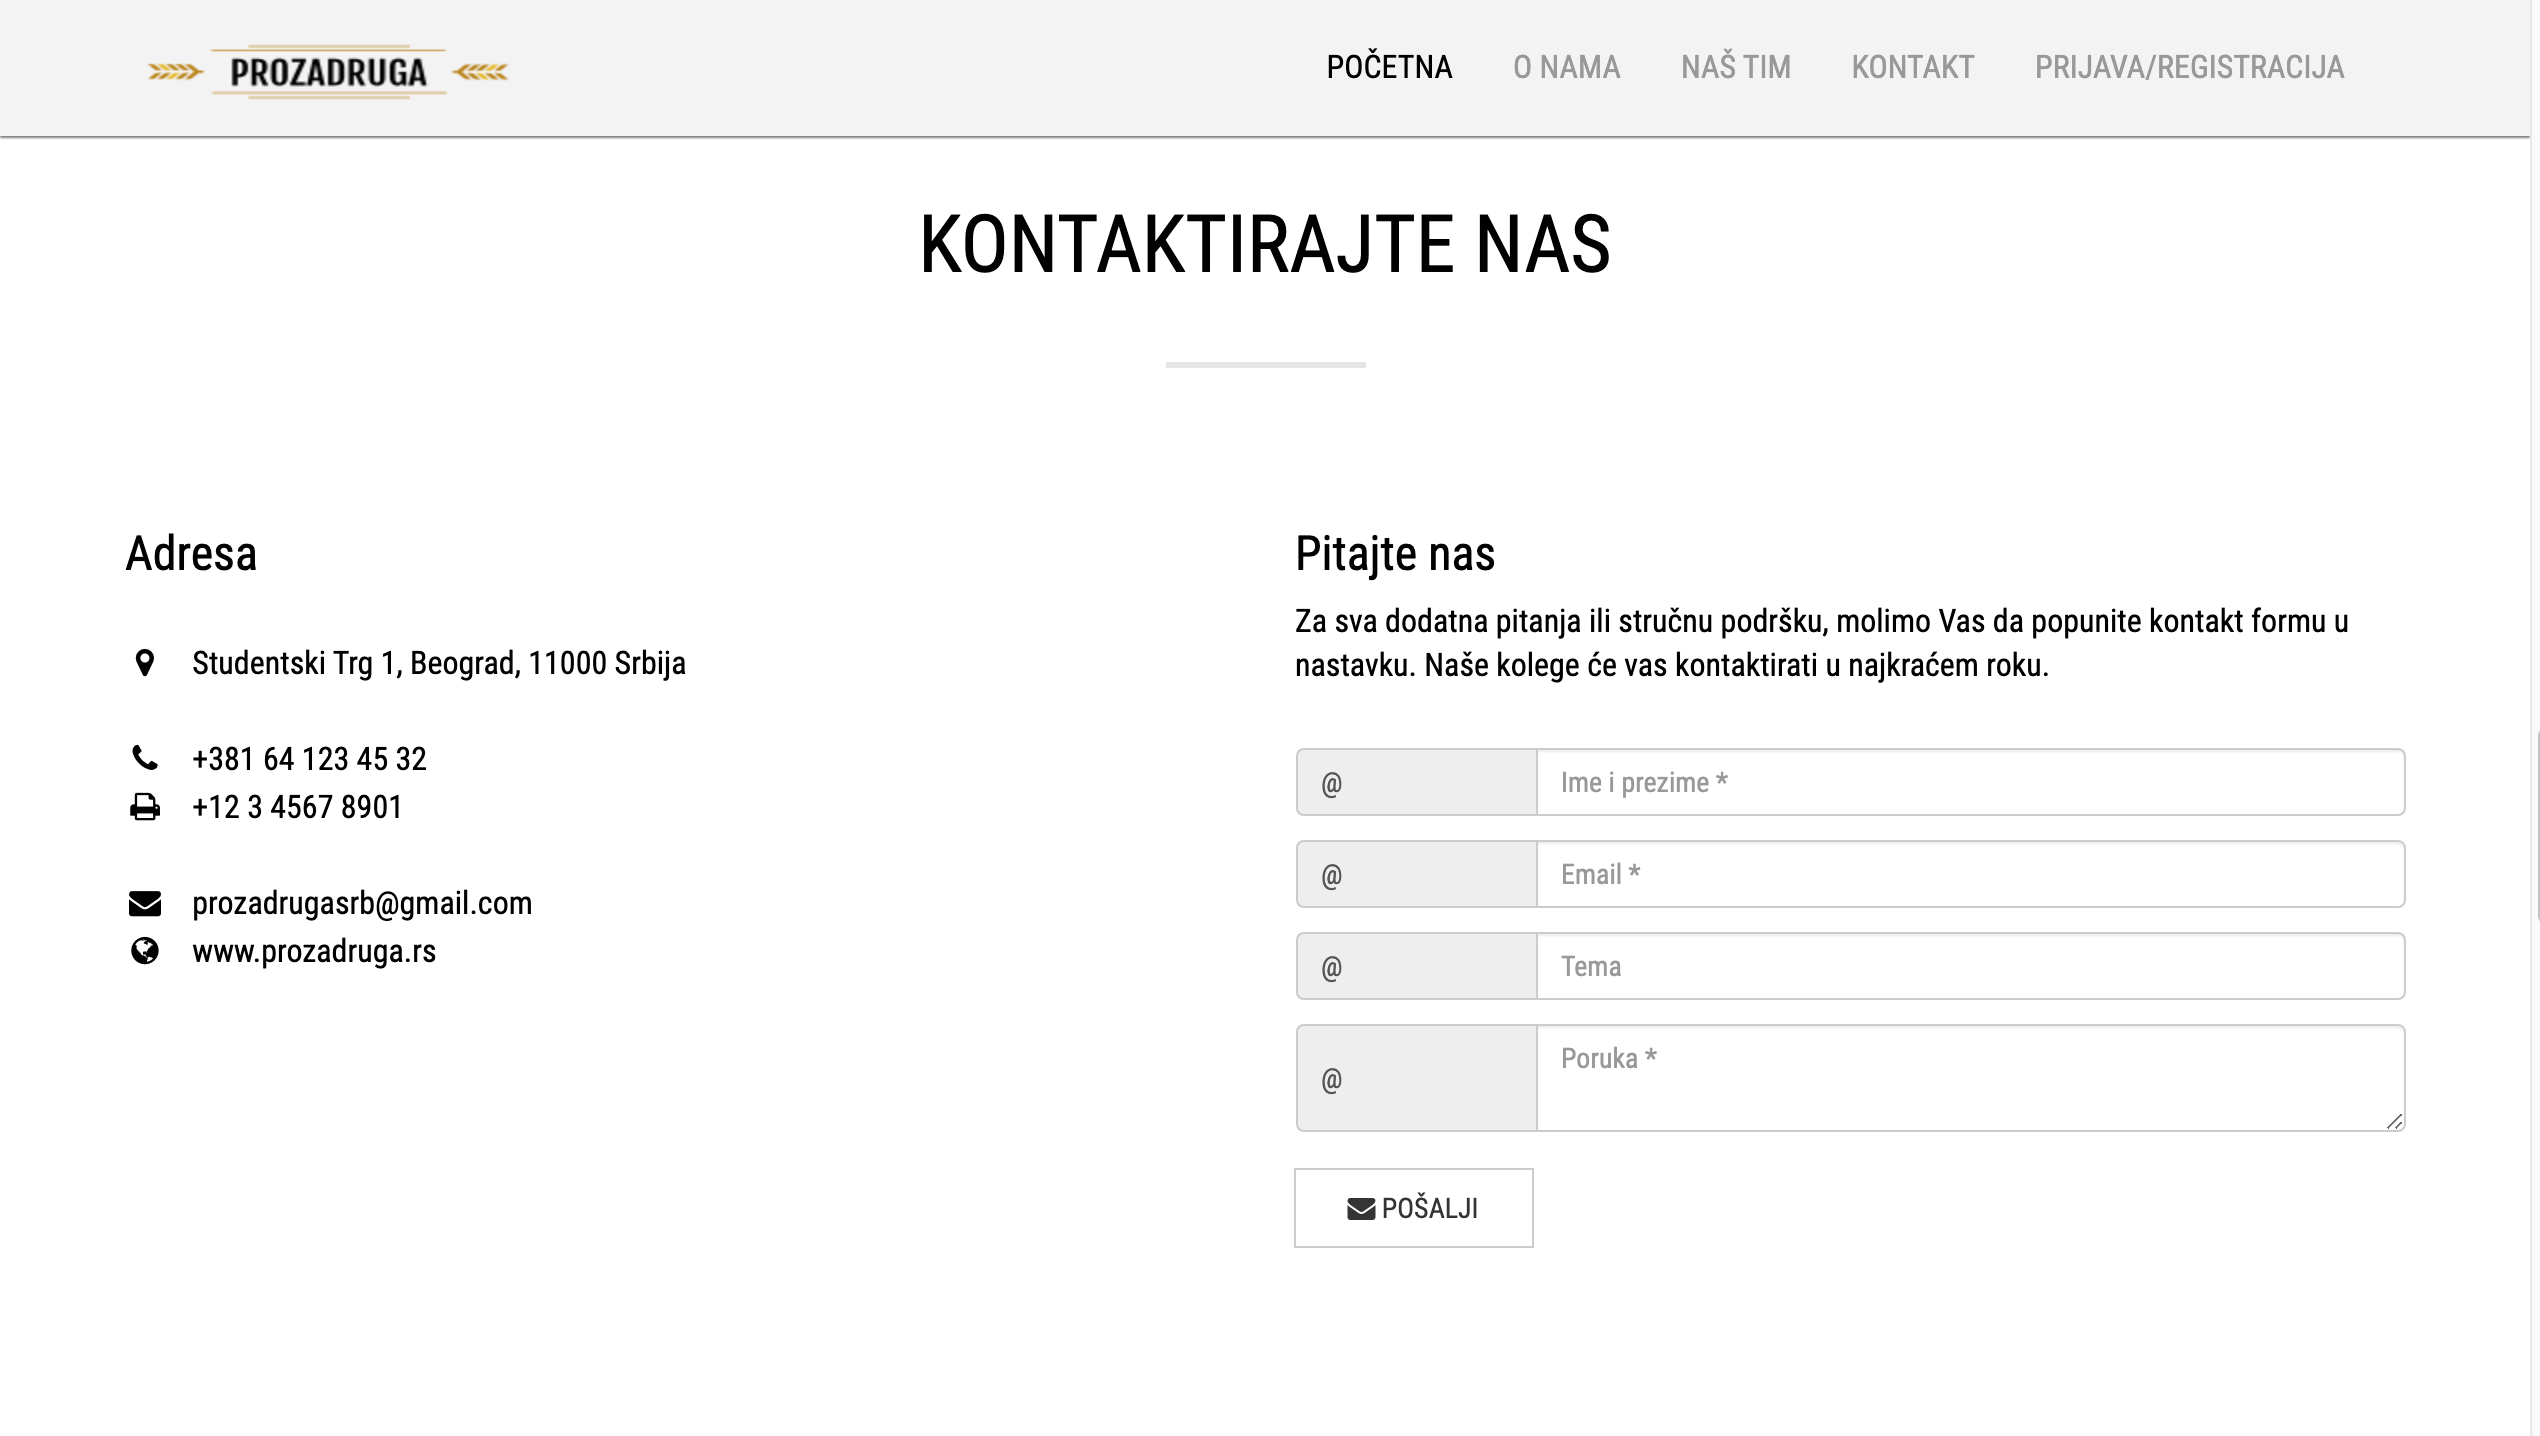 PROZADRUGA
POČETNA O NAMA NAŠ TIM KONTAKT PRIJAVA/REGISTRACIJA
KONTAKTIRAJTE NAS
Adresa
Studentski Trg 1, Beograd, 11000 Srbija
+381 64 123 45 32
+12 3 4567 8901
prozadrugasrb@gmail.com
www.prozadruga.rs
Pitajte nas
Za sva dodatna pitanja ili stručnu podršku, molimo Vas da popunite kontakt formu u
nastavku. Naše kolege će vas kontaktirati u najkraćem roku.
@ Ime i prezime *
@ Email *
@ Tema
@ Poruka *
POŠALJI